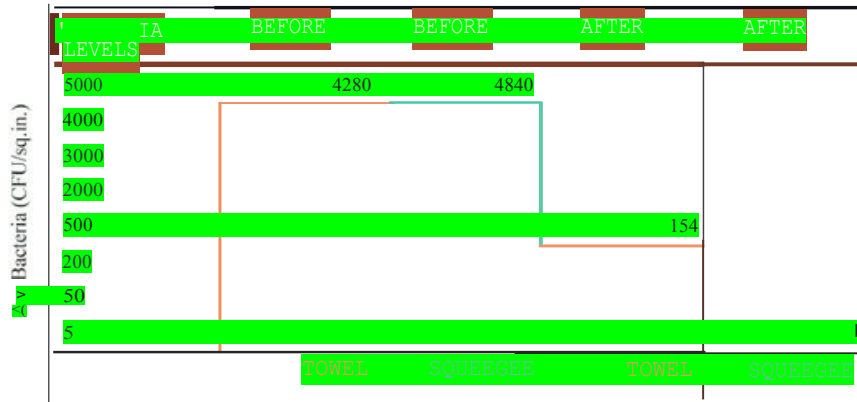 BEFORE BEFORE AFTER AFTER
LEVELS
5000 4280 4840
4000
3000
2000
500 154
200
50
5
TOWEL SQUEEGEE TOWEL SQUEEGEE
Bacteria (CFU/sq.in.)